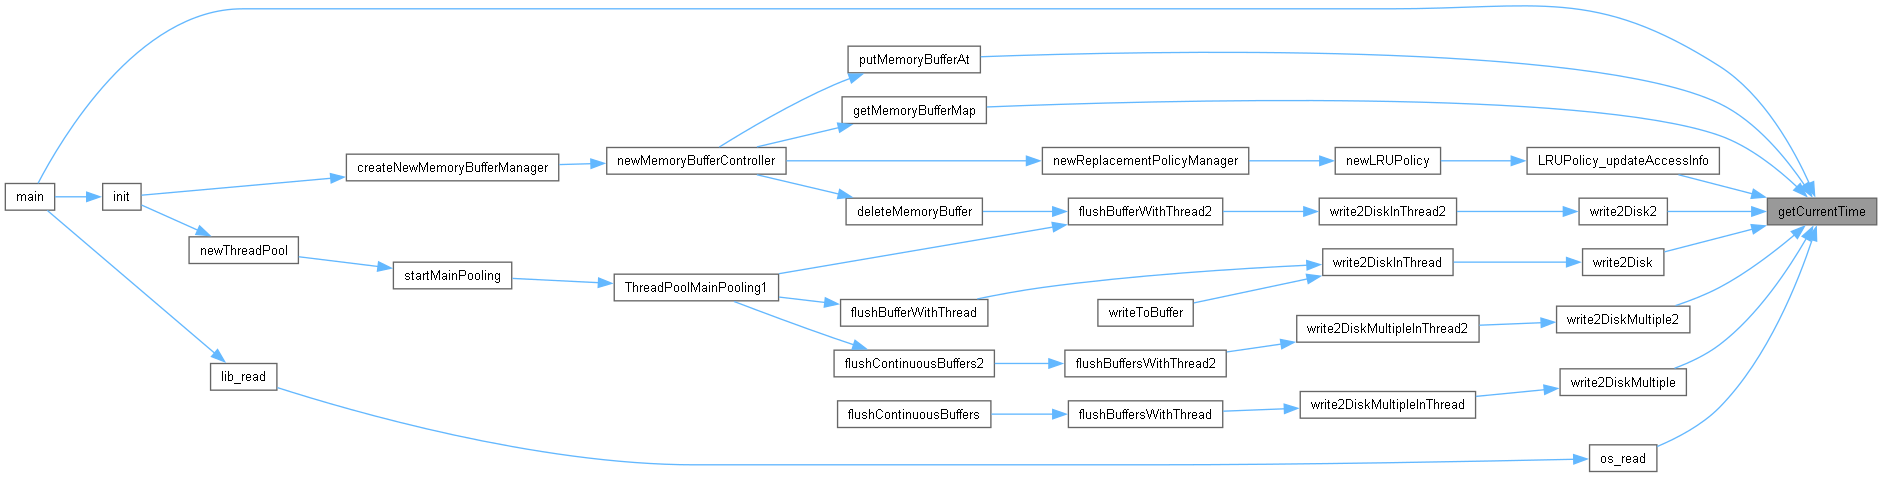 main
init
lib_read
newThreadPool
createNewMemoryBufferManager
startMainPooling
newMemoryBufferController
ThreadPoolMainPooling1
putMemoryBufferAt
getMemoryBufferMap
deleteMemoryBuffer
flushBufferWithThread
flushContinuousBuffers2
flushContinuousBuffers
newReplacementPolicyManager
flushBufferWithThread2
writeToBuffer
flushBuffersWithThread2
flushBuffersWithThread
newLRUPolicy
write2DiskInThread2
write2DiskInThread
write2DiskMultipleInThread2
write2DiskMultipleInThread
LRUPolicy_updateAccessInfo
write2Disk2
write2Disk
write2DiskMultiple2
write2DiskMultiple
os_read
getCurrentTime